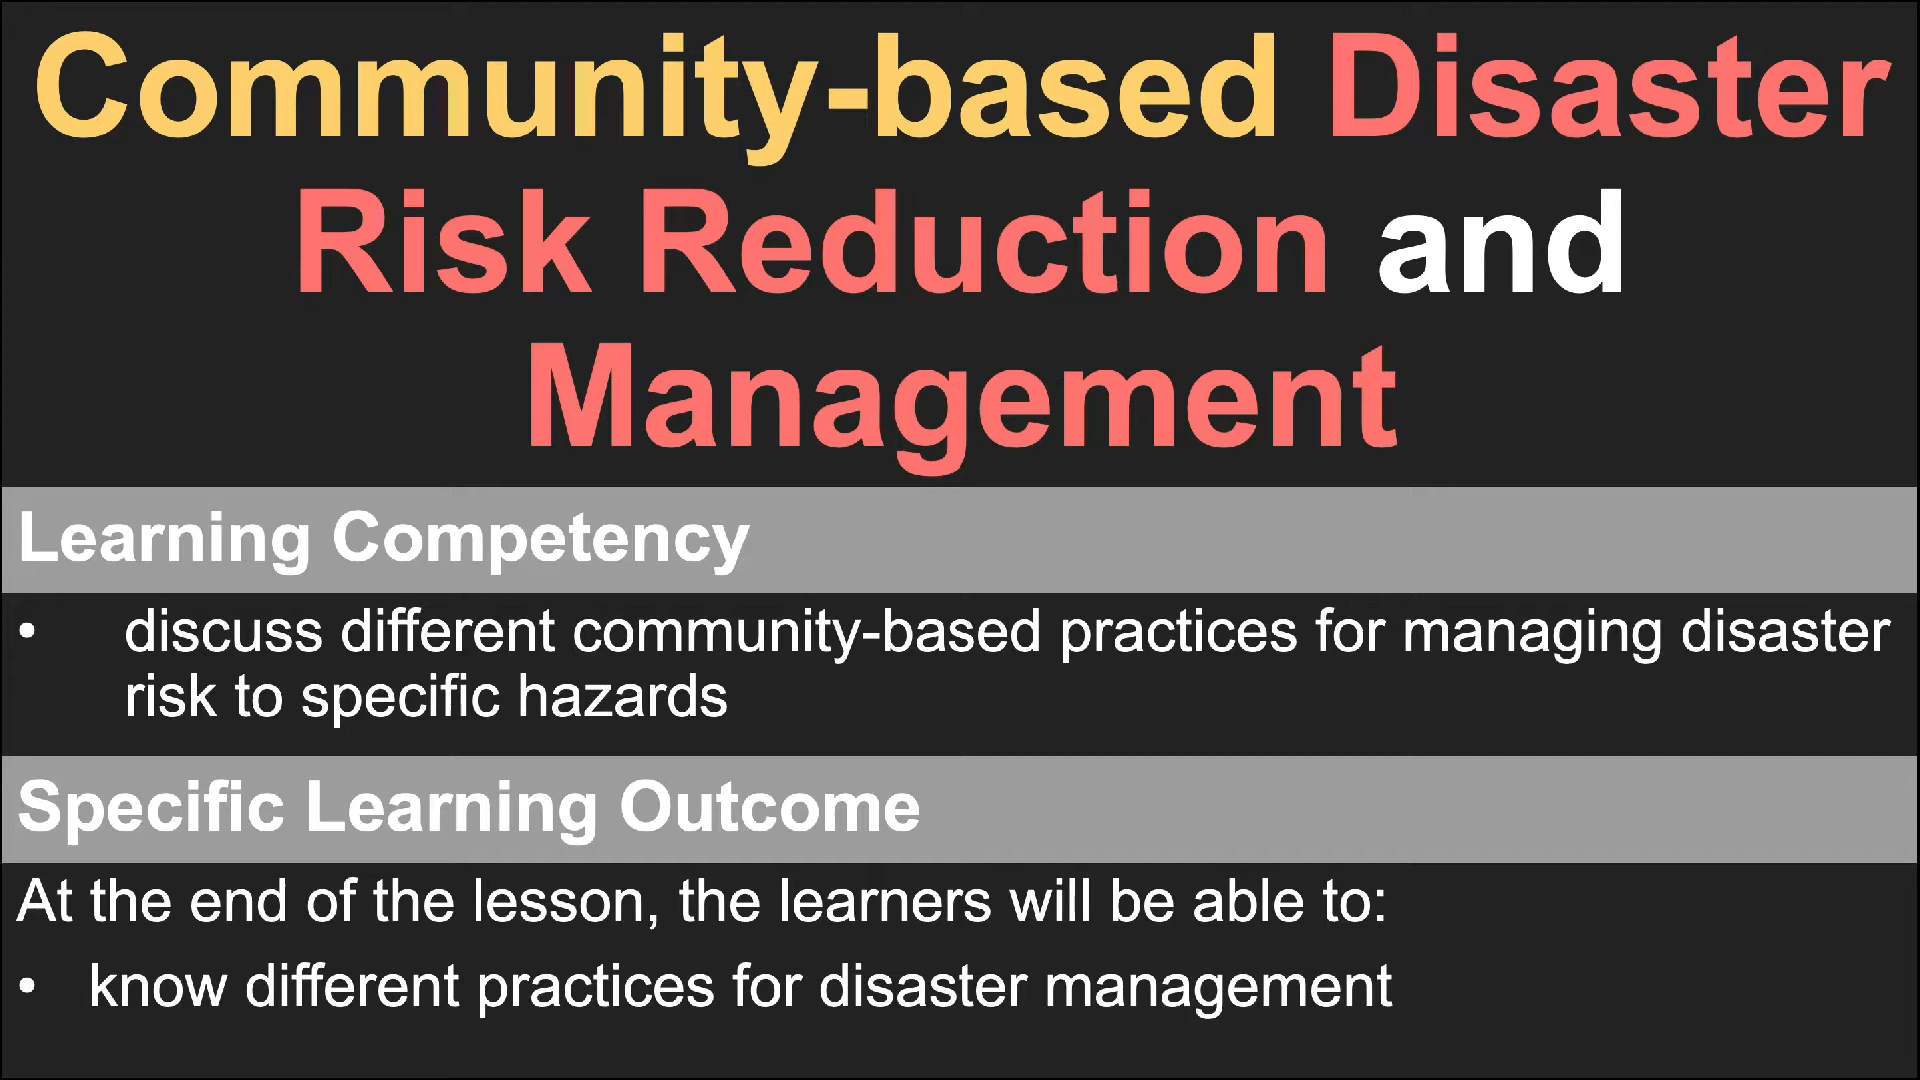 Community-based Disaster
Risk Reduction and
Management
Learning Competency
• discuss different community-based practices for managing disaster
risk to specific hazards
Specific Learning Outcome
At the end of the lesson, the learners will be able to:
• know different practices for disaster management